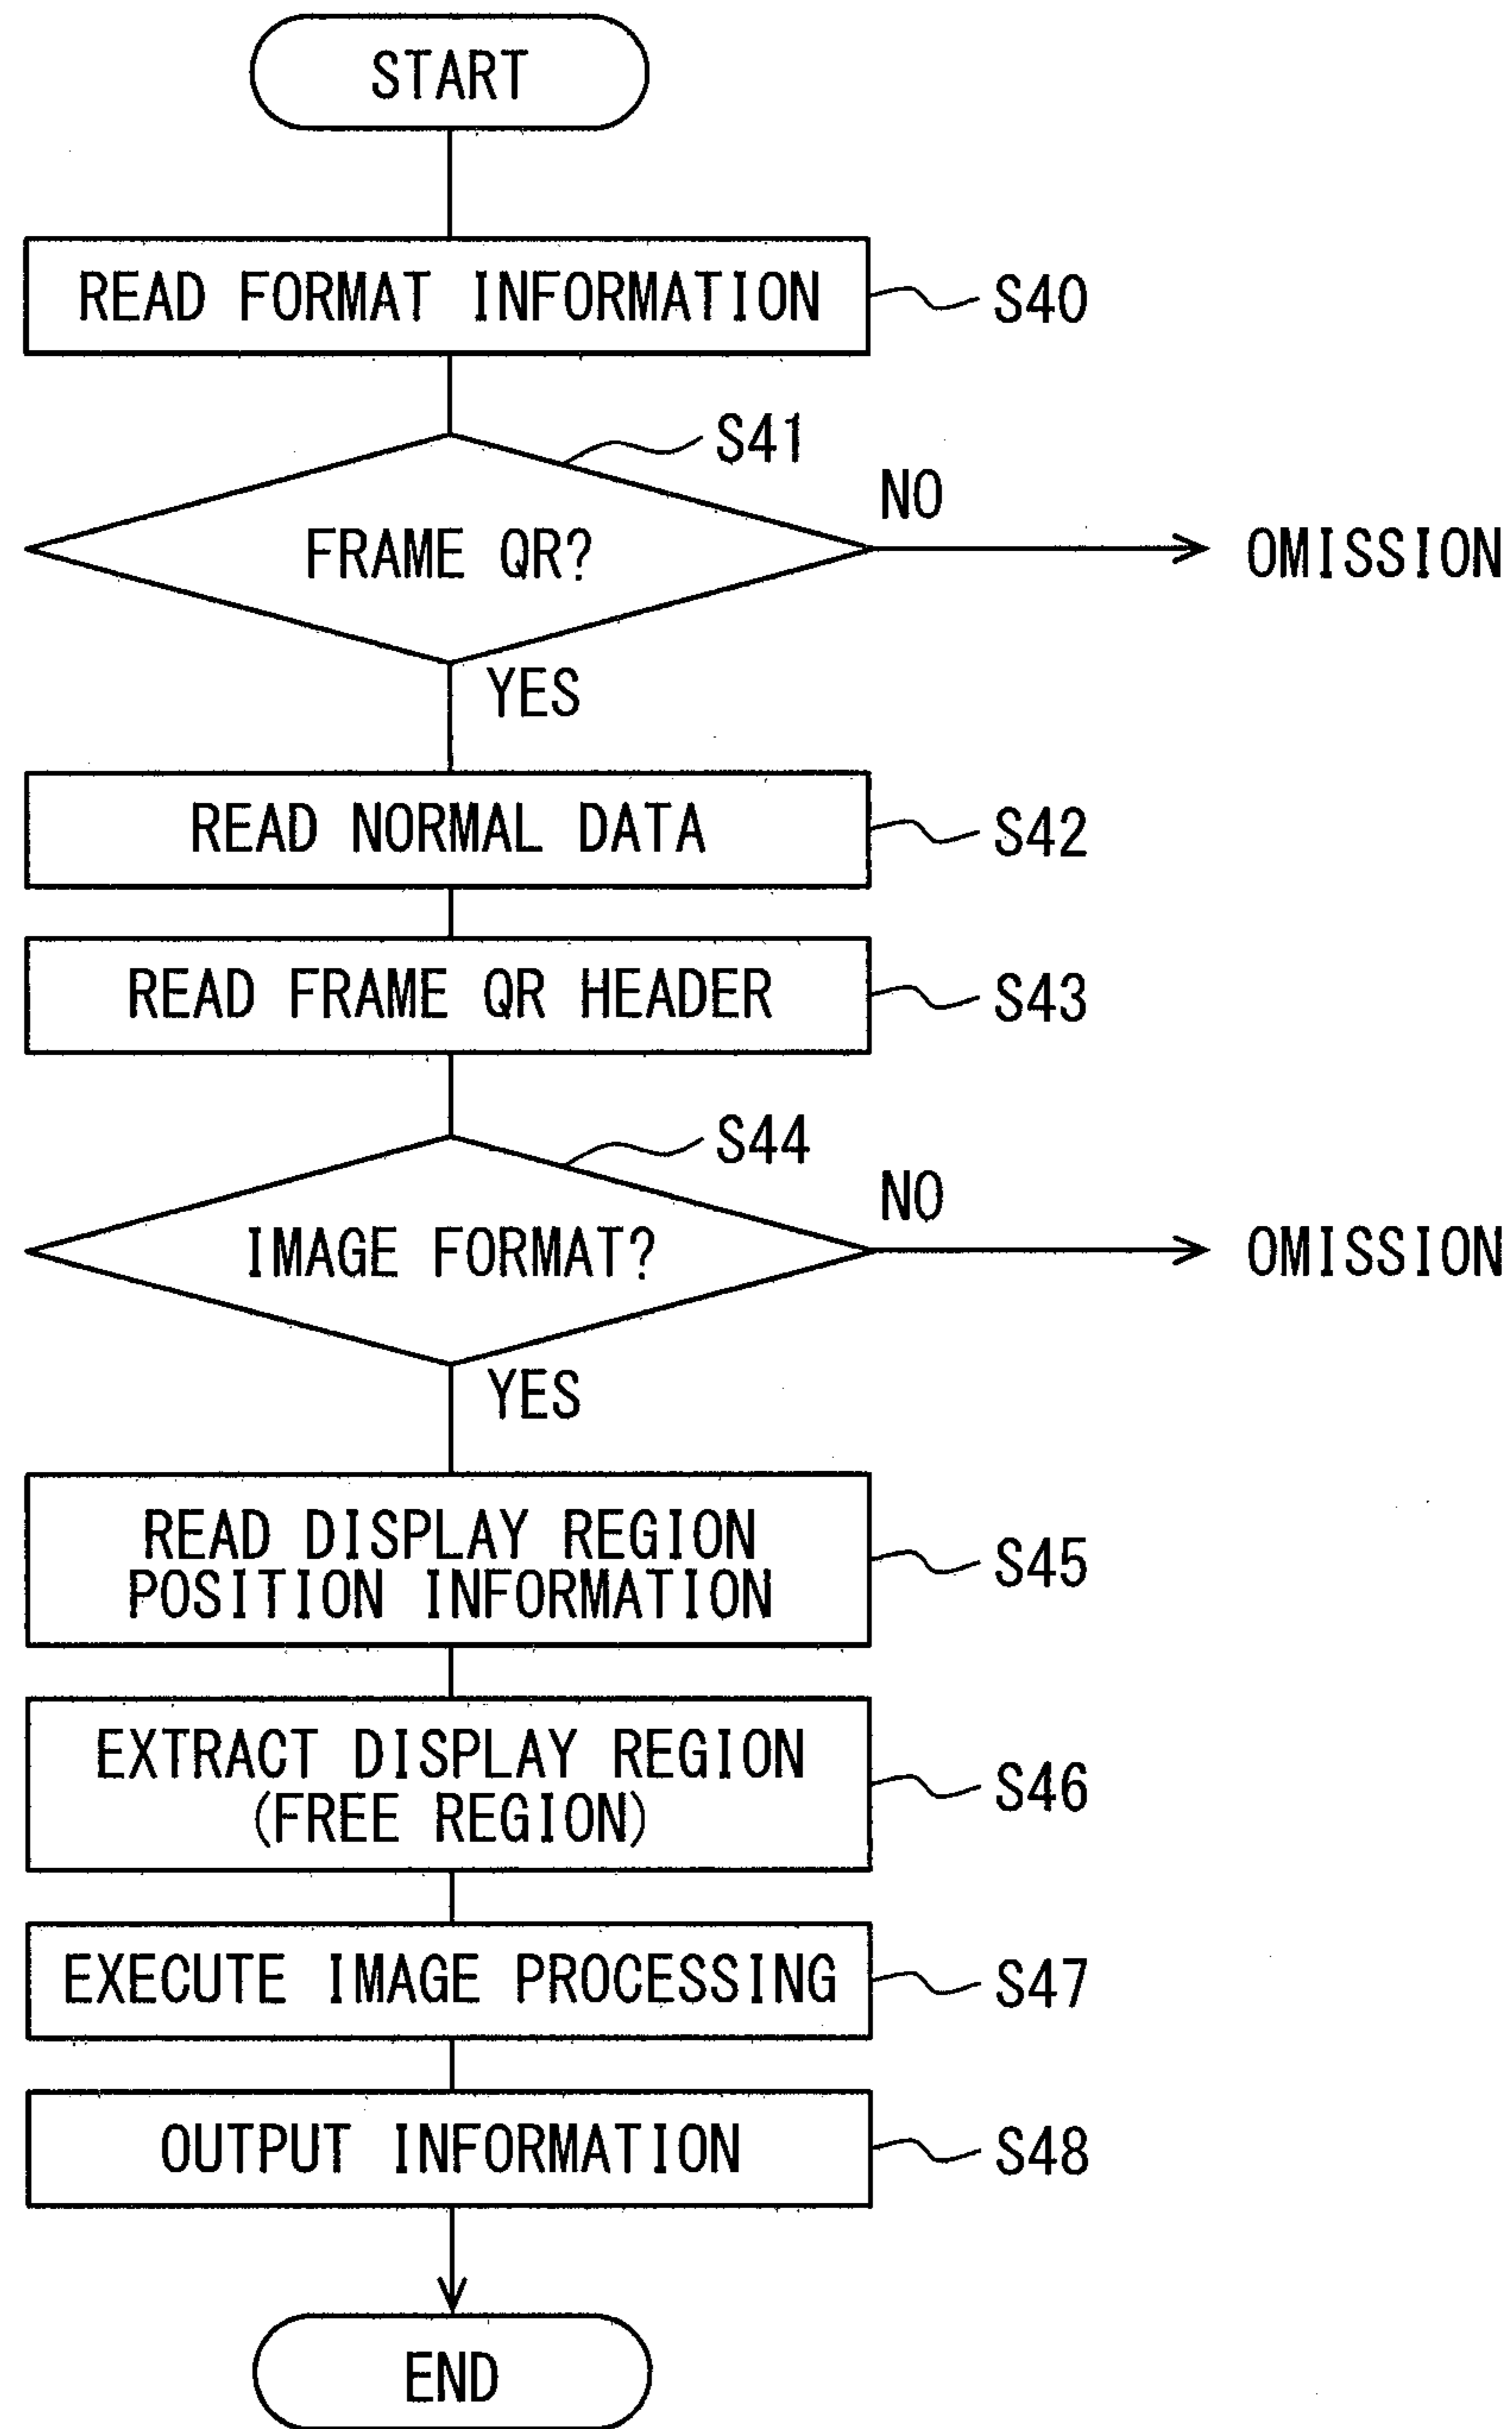 START
READ FORMAT INFORMATION
S40
S41
FRAME QR?
NO
OMISSION
YES
READ NORMAL DATA
S42
READ FRAME QR HEADER
S43
S44
IMAGE FORMAT?
NO
OMISSION
YES
READ DISPLAY REGION
POSITION INFORMATION
S45
EXTRACT DISPLAY REGION
(FREE REGION)
S46
EXECUTE IMAGE PROCESSING
S47
OUTPUT INFORMATION
S48
END